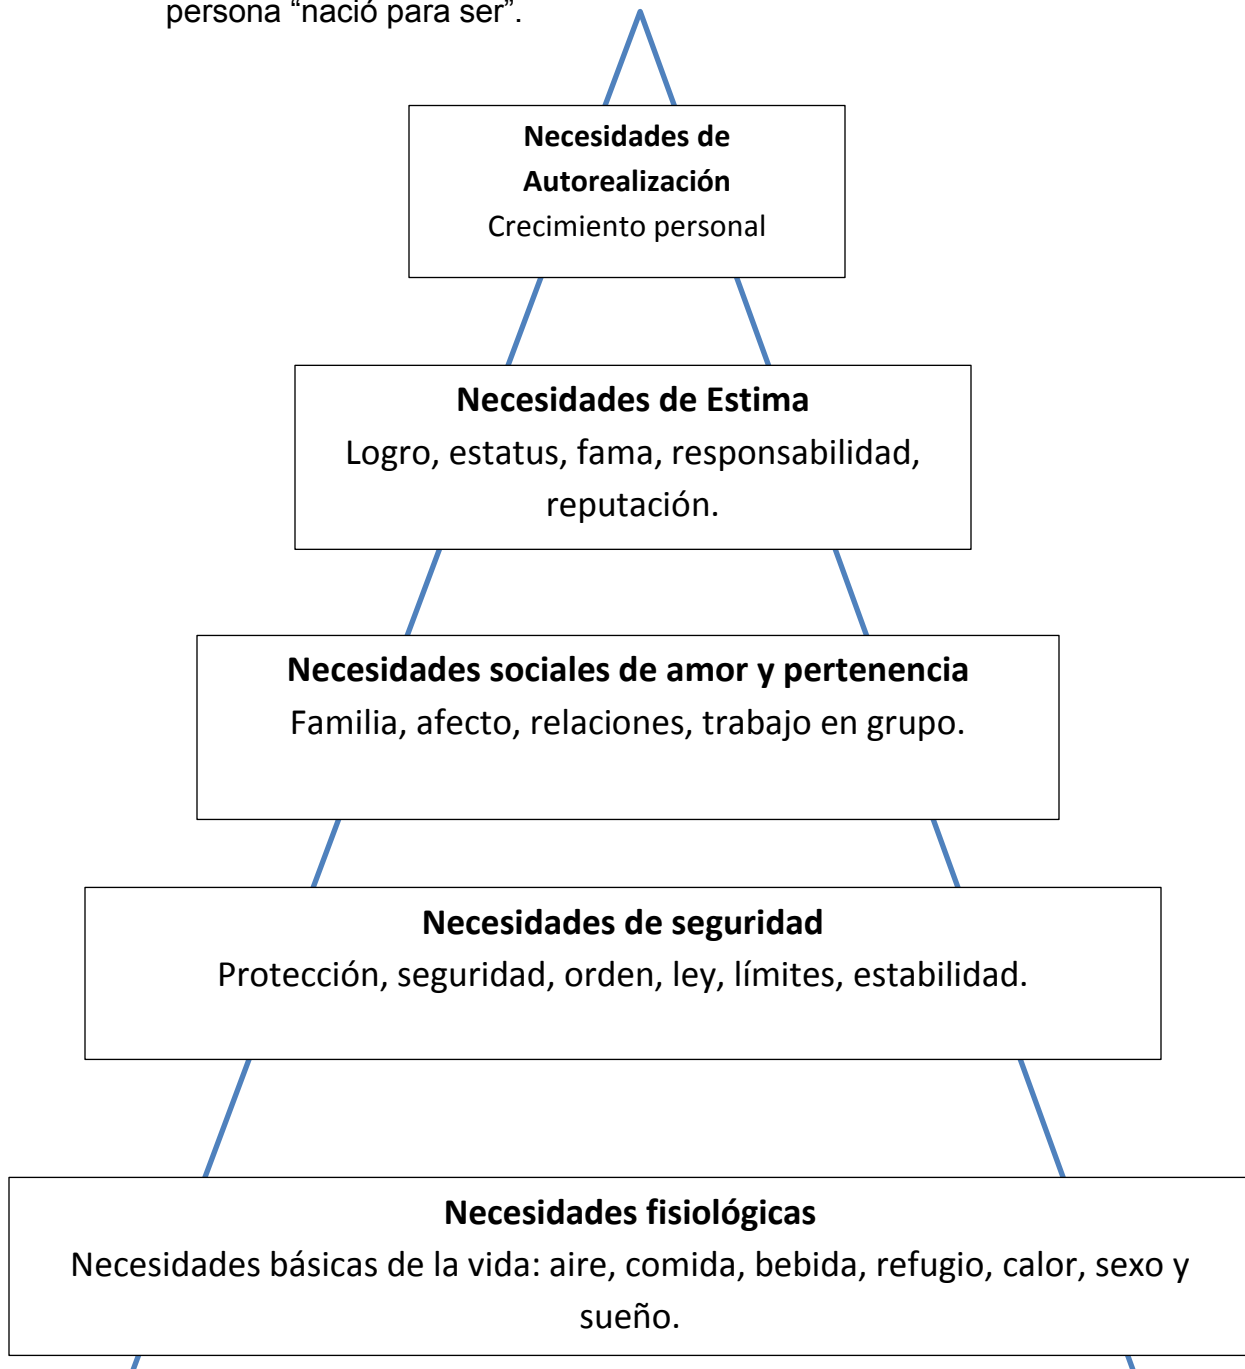 persona “nació para ser”.
Necesidades de
Autorealización
Crecimiento personal
Necesidades de Estima
Logro, estatus, fama, responsabilidad,
reputación.
Necesidades sociales de amor y pertenencia
Familia, afecto, relaciones, trabajo en grupo.
Necesidades de seguridad
Protección, seguridad, orden, ley, límites, estabilidad.
Necesidades fisiológicas
Necesidades básicas de la vida: aire, comida, bebida, refugio, calor, sexo y
sueño.